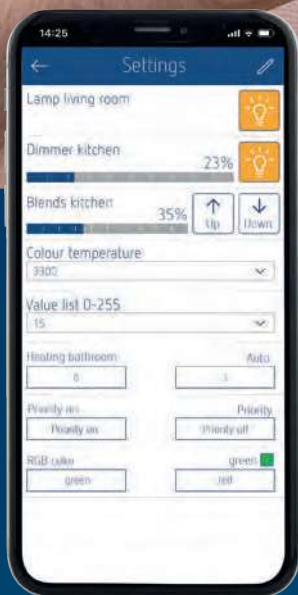 14:25
Settings
Lamp living room
Dimmer kitchen
23%
Blends kitchen
35%
Up
Down
Colour temperature
3300
Value list 0-255
15
Heating bathroom Auto
Priority on Priority
Priority on Priority off
RGB color green
green red